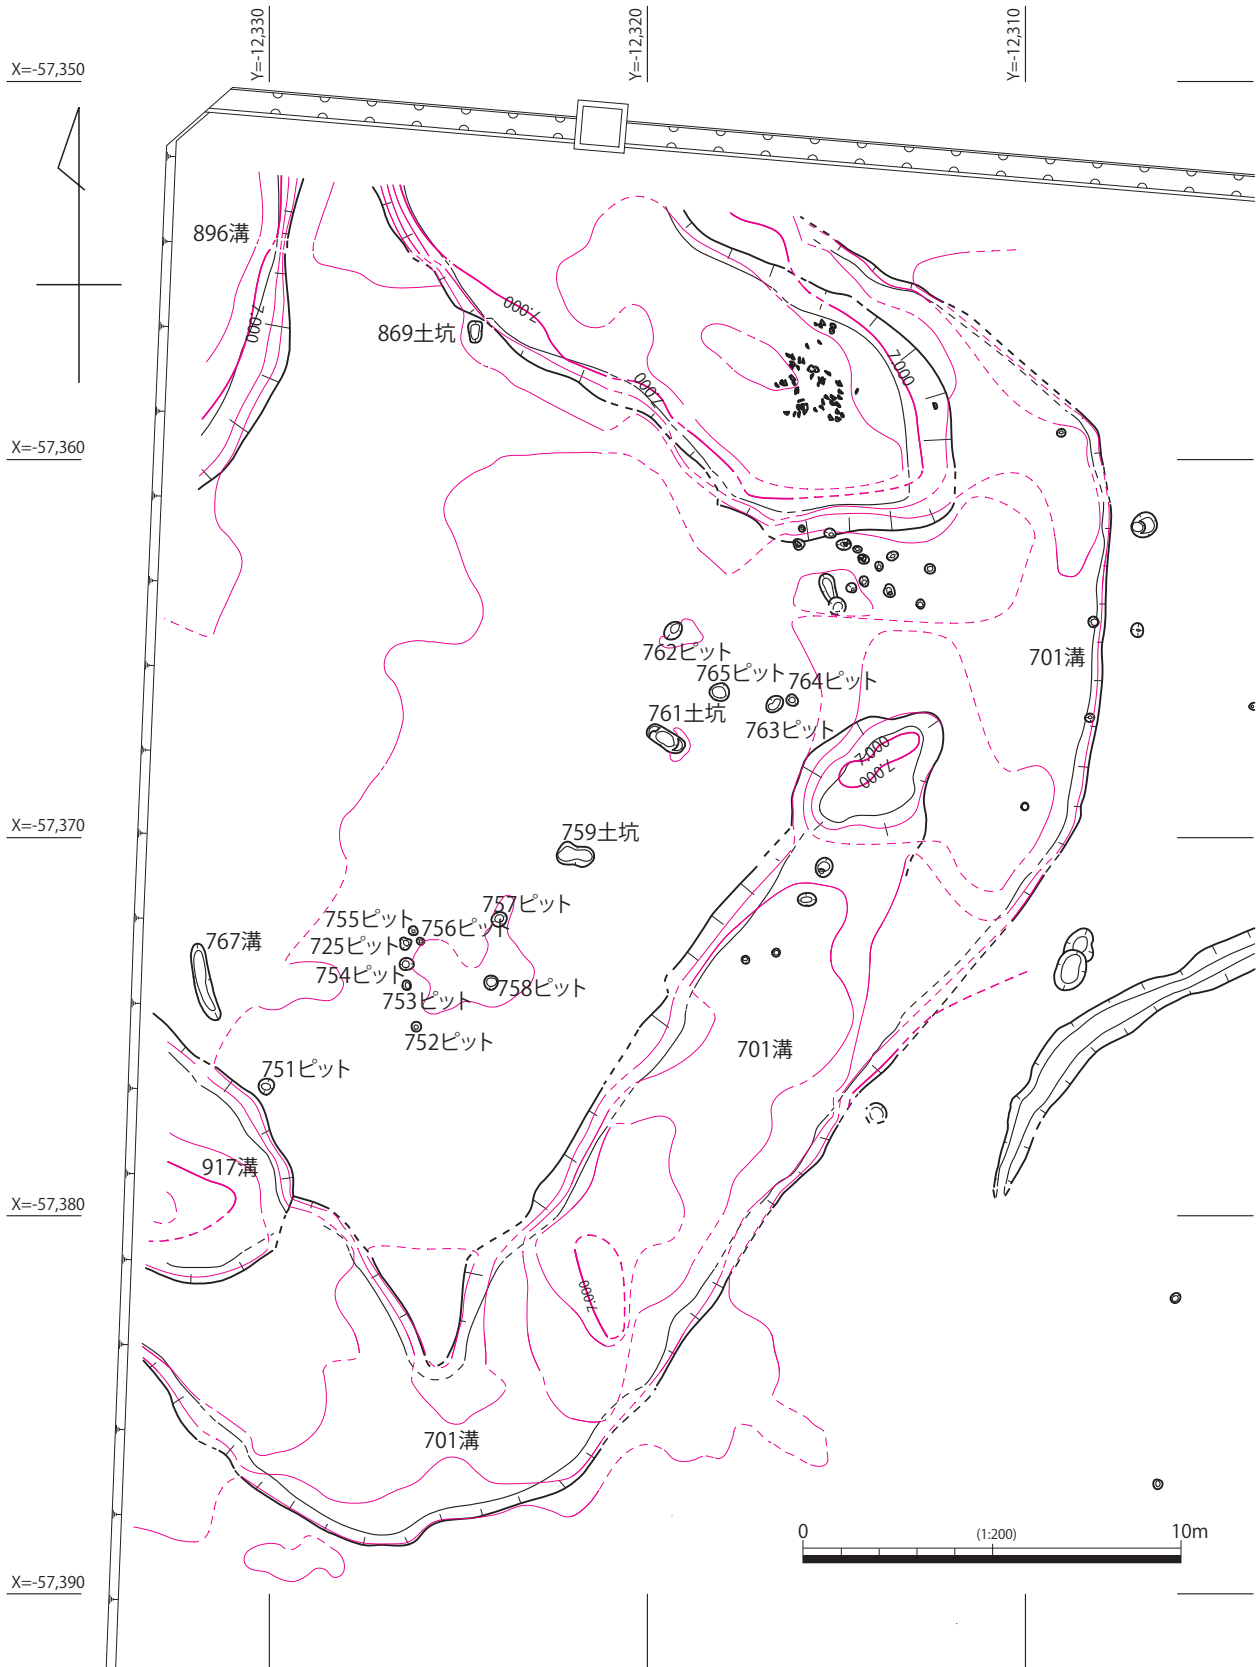 Y=-12,330
Y=-12,320
Y=-12,310
X=-57,350
896溝
7.000
7.000
869土坑
7.000
7.000
X=-57,360
762ピット
701溝
765ピット
764ピット
761土坑
763ピット
7.000
7.000
X=-57,370
759土坑
757ピット
755ピット
756ピット
767溝
725ピット
754ピット
758ピット
753ピット
752ピット
701溝
751ピット
917溝
X=-57,380
7.000
701溝
0
(1:200)
10m
X=-57,390